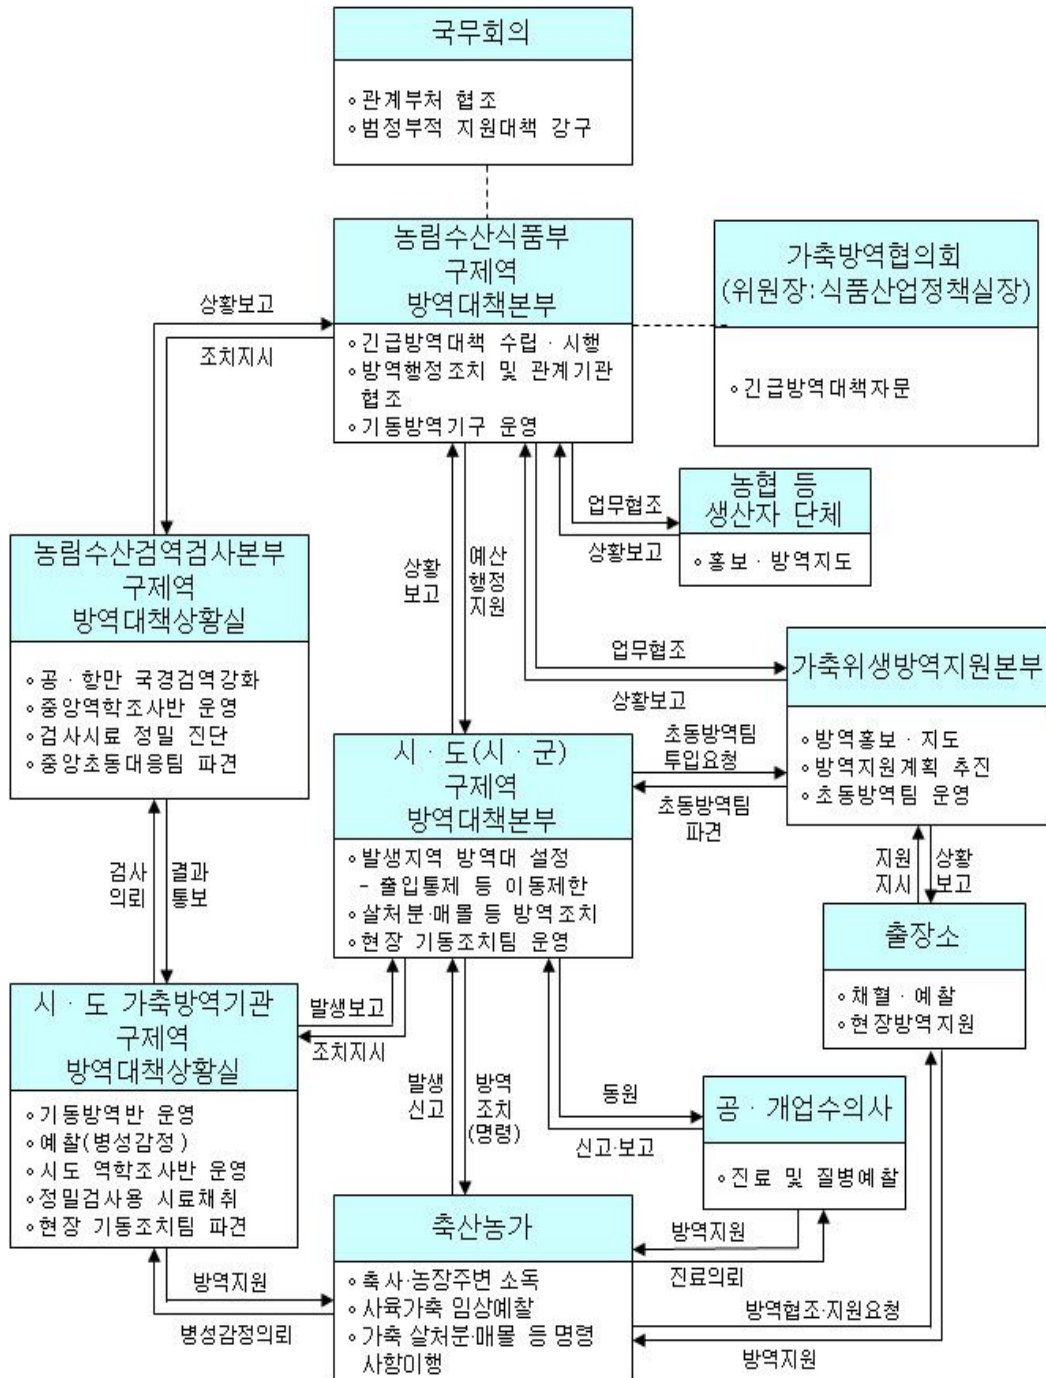 국무회의
∘관계부처 협조
∘범정부적 지원대책 강구
농림수산식품부
구제역
방역대책본부
∘긴급방역대책 수립·시행
∘방역행정조치 및 관계기관
협조
∘기동방역기구 운영
가축방역협의회
(위원장:식품산업정책실장)
∘긴급방역대책자문
상황보고
조치지시
농협 등
생산자 단체
∘홍보·방역지도
업무협조
상황보고
농림수산검역검사본부
구제역
방역대책상황실
∘공·항만 국경검역강화
∘중앙역학조사반 운영
∘검사시료 정밀 진단
∘중앙초동대응팀 파견
상황
보고
예산
행정
지원
업무협조
상황보고
가축위생방역지원본부
∘방역홍보·지도
∘방역지원계획 추진
∘초동방역팀 운영
시·도(시·군)
구제역
방역대책본부
∘발생지역 방역대 설정
- 출입통제 등 이동제한
∘살처분·매몰 등 방역조치
∘현장 기동조치팀 운영
초동방역팀
투입요청
초동방역팀
파견
검사
의뢰
결과
통보
지원
지시
상황
보고
출장소
∘채혈·예찰
∘현장방역지원
시·도 가축방역기관
구제역
방역대책상황실
∘기동방역반 운영
∘예찰(병성감정)
∘시도 역학조사반 운영
∘정밀검사용 시료채취
∘현장 기동조치팀 파견
발생보고
조치지시
발생
신고
방역
조치
(명령)
동원
신고·보고
공·개업수의사
∘진료 및 질병예찰
축산농가
∘축사·농장주변 소독
∘사육가축 임상예찰
∘가축 살처분·매몰 등 명령
사항이행
방역지원
병성감정의뢰
방역지원
진료의뢰
방역협조·지원요청
방역지원